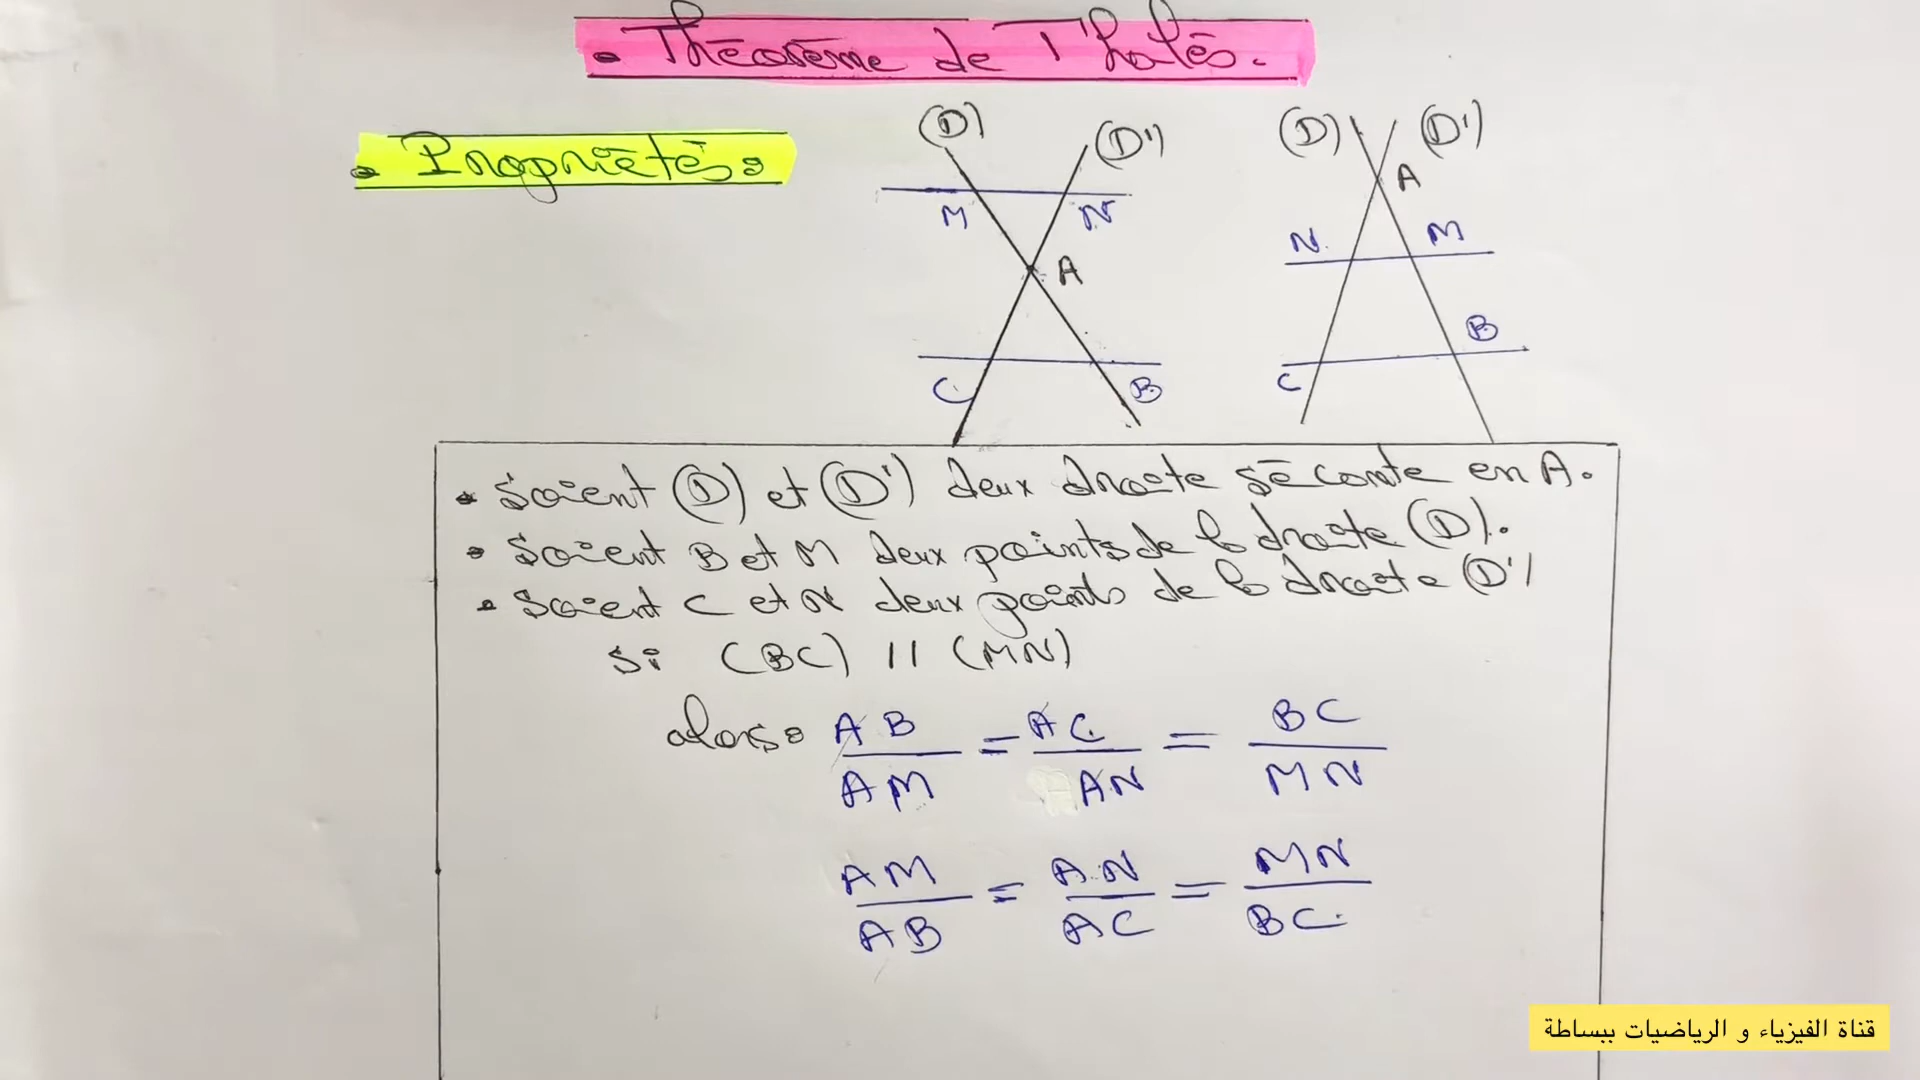 • Théorème de Thalès.
• Propriétés :
(D) (D')
M N
A
C B
(D) (D')
A
N M
B
C
• Soient (D) et (D') deux droite sécante en A.
• Soient B et M deux points de la droite (D).
• Soient C et N deux points de la droite (D')
Si (BC) // (MN)
alors : AB/AM = AC/AN = BC/MN
AM/AB = AN/AC = MN/BC
قناة الفيزياء و الرياضيات ببساطة